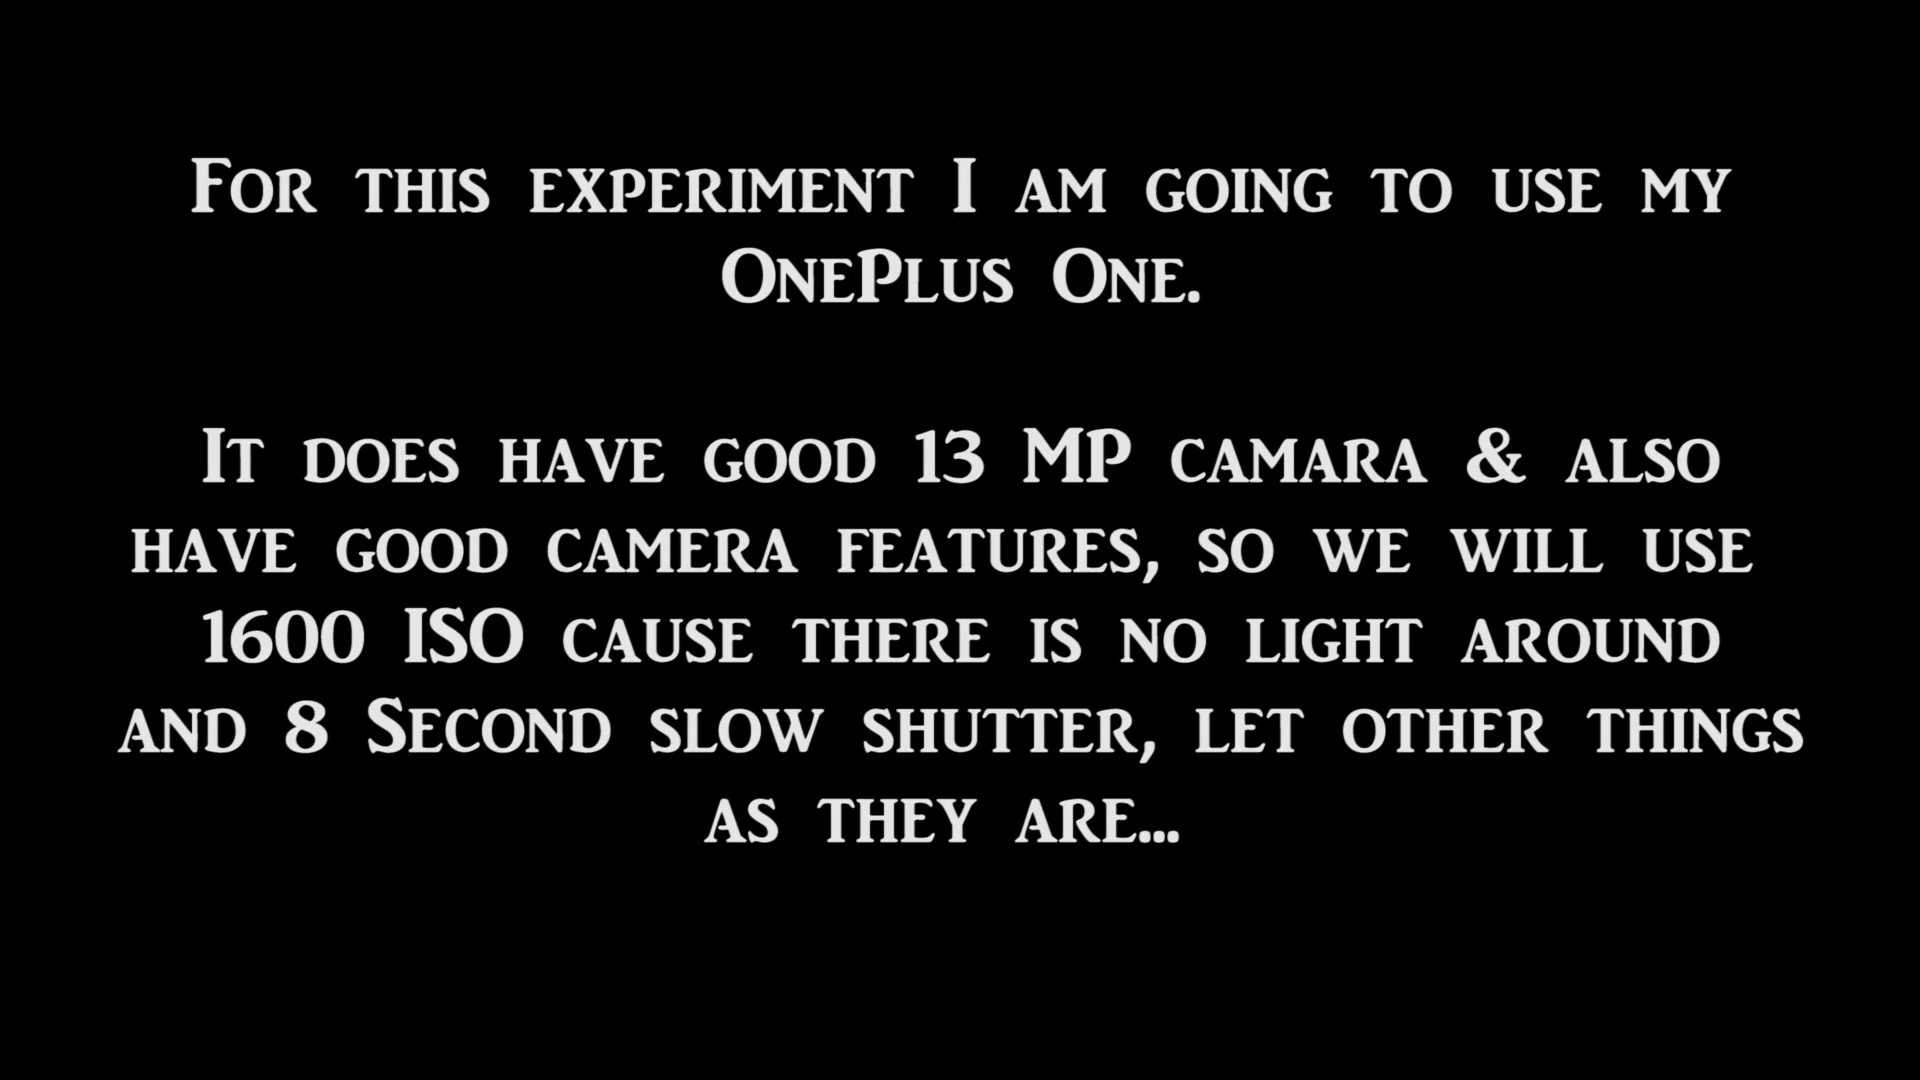 For this experiment I am going to use my
OnePlus One.
It does have good 13 MP camara & also
have good camera features, so we will use
1600 ISO cause there is no light around
and 8 Second slow shutter, let other things
as they are...